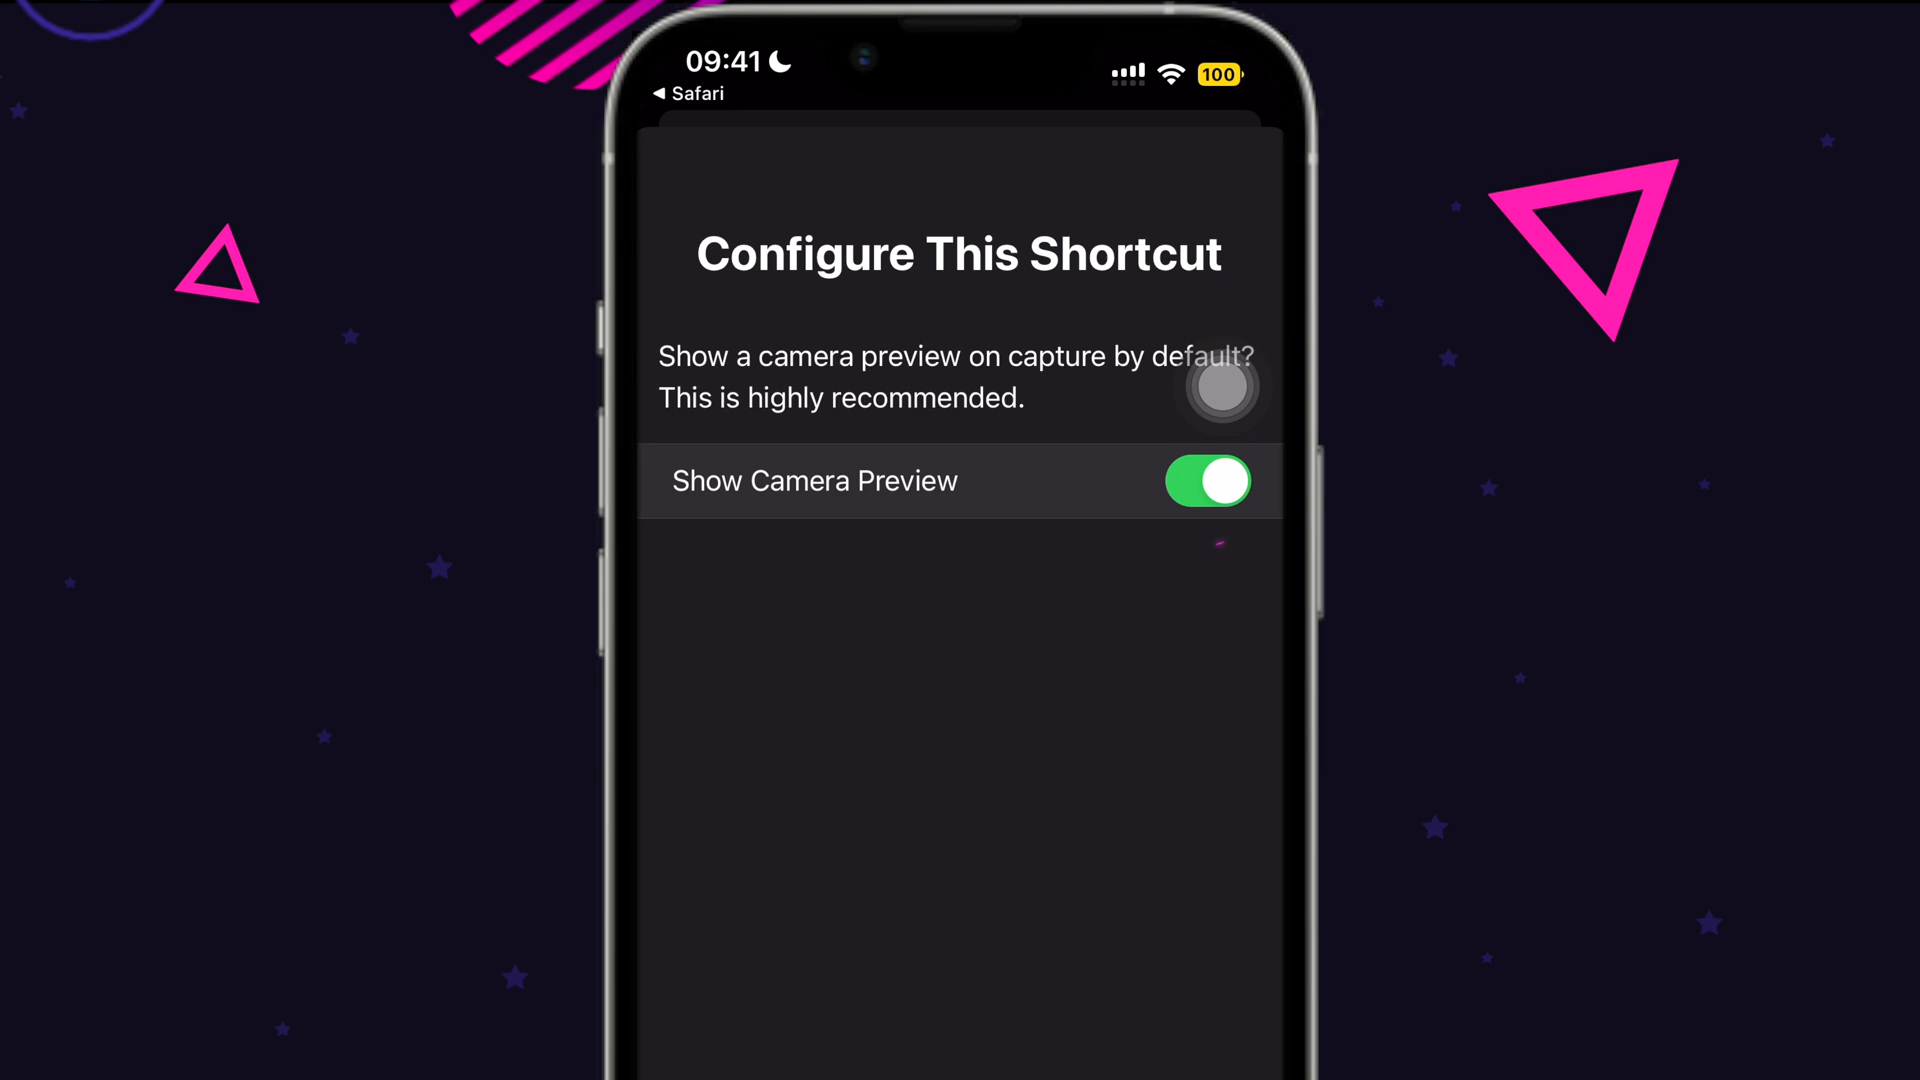 09:41
100
◀ Safari
Configure This Shortcut
Show a camera preview on capture by default?
This is highly recommended.
Show Camera Preview